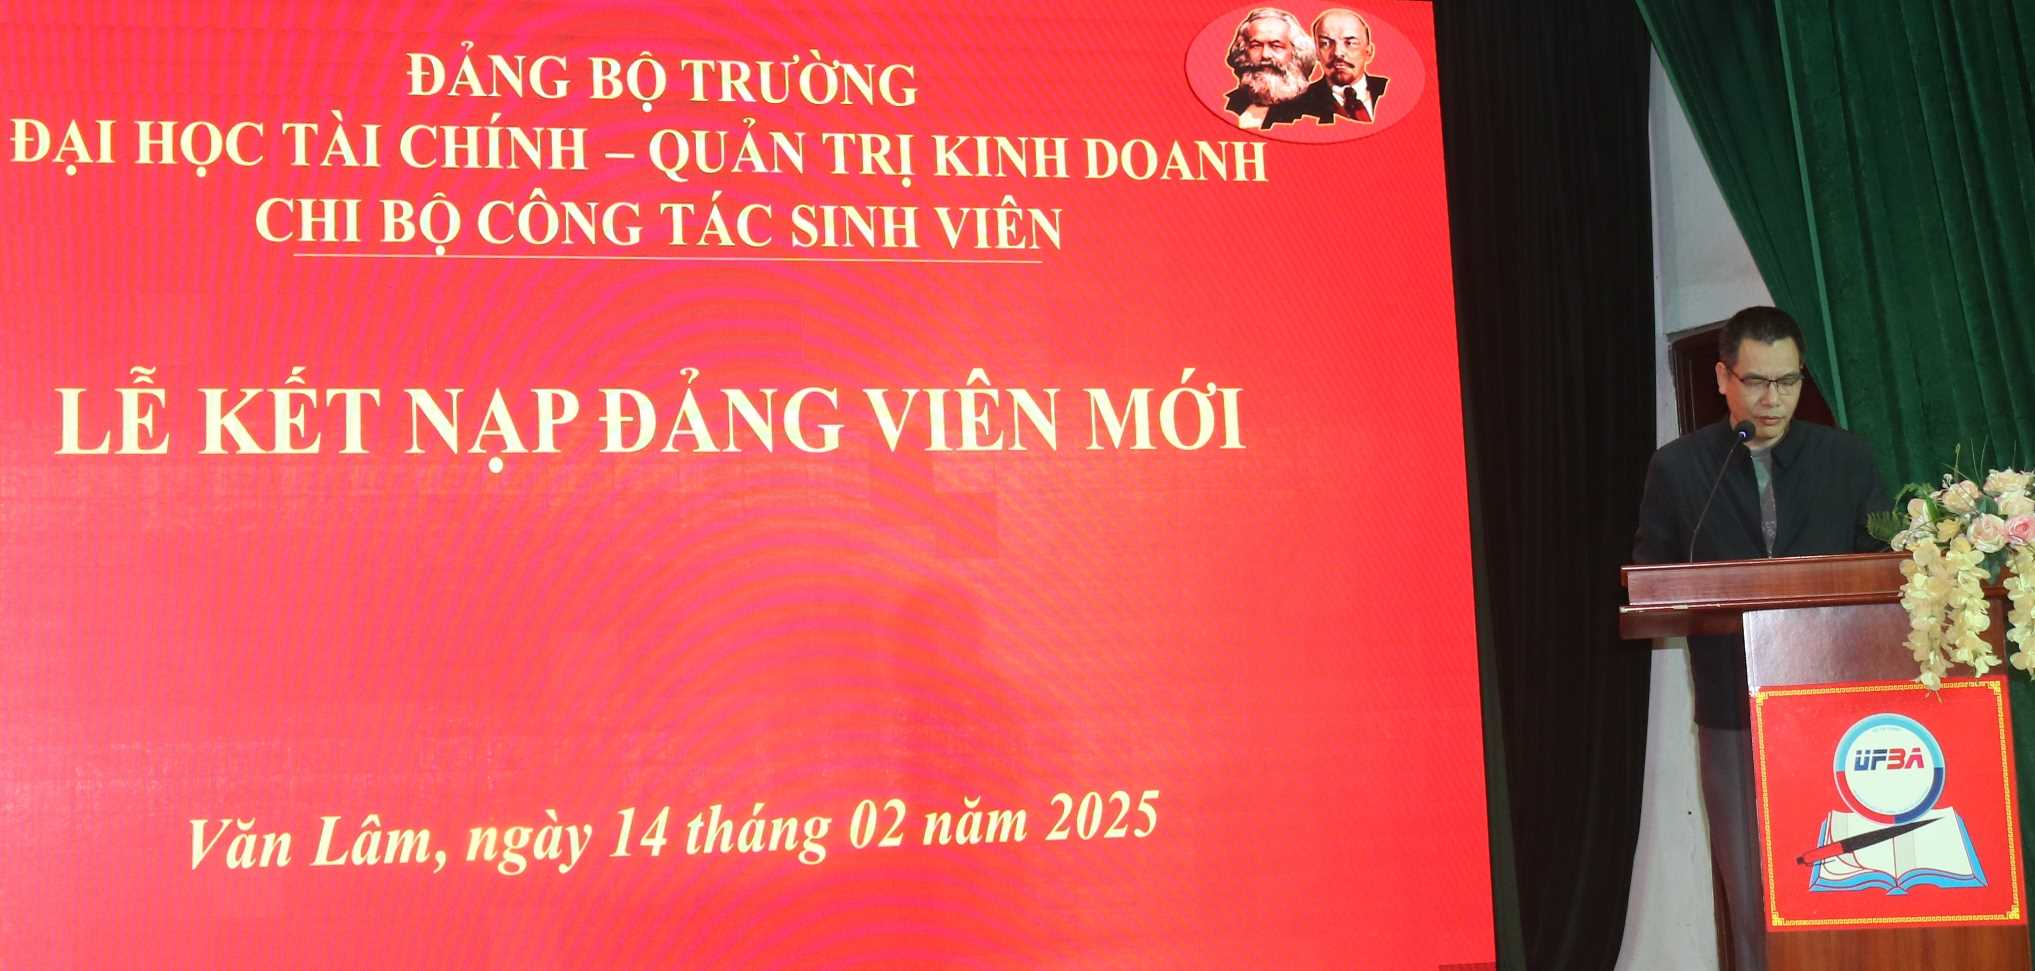 ĐẢNG BỘ TRƯỜNG
ĐẠI HỌC TÀI CHÍNH – QUẢN TRỊ KINH DOANH
CHI BỘ CÔNG TÁC SINH VIÊN
LỄ KẾT NẠP ĐẢNG VIÊN MỚI
Văn Lâm, ngày 14 tháng 02 năm 2025
UFBA